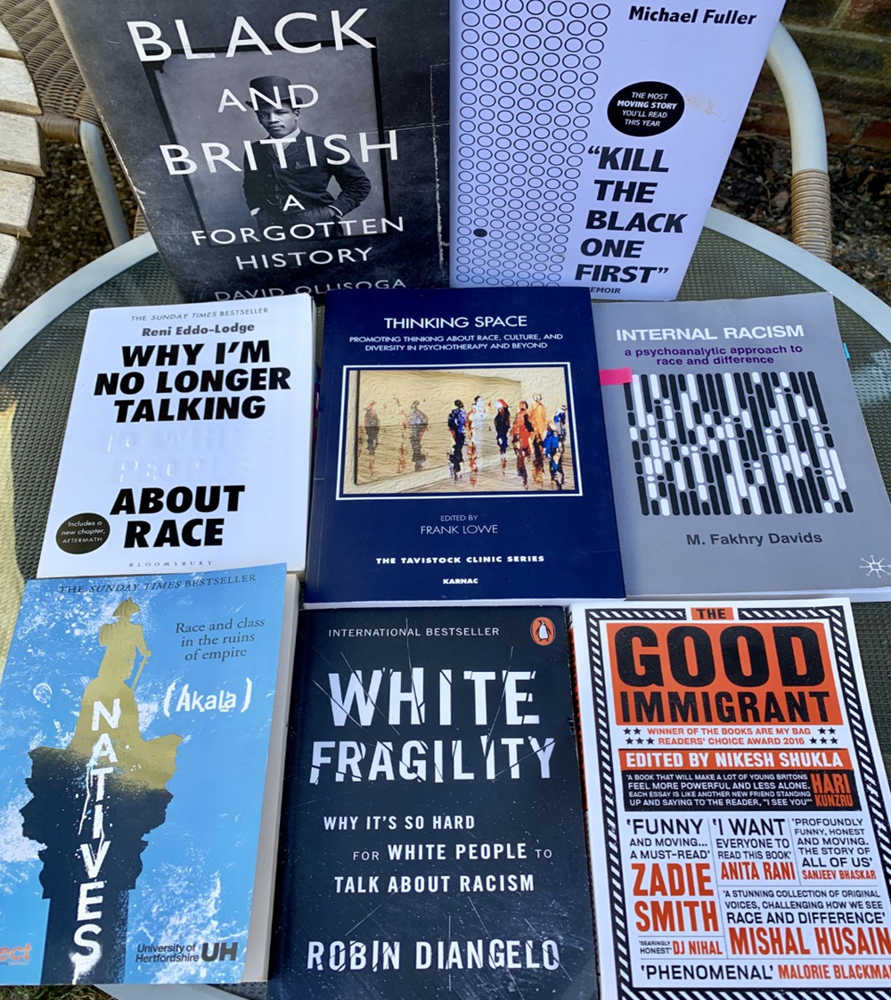 BLACK
AND
BRITISH
A
FORGOTTEN
HISTORY
DAVID OLUSOGA
Michael Fuller
THE MOST
MOVING STORY
YOU'LL READ
THIS YEAR
“KILL
THE
BLACK
ONE
FIRST”
EMOIR
THE SUNDAY TIMES BESTSELLER
Reni Eddo-Lodge
WHY I'M
NO LONGER
TALKING
TO WHITE
PEOPLE
ABOUT
RACE
Includes a
new chapter,
AFTERMATH
BLOOMSBURY
THINKING SPACE
PROMOTING THINKING ABOUT RACE, CULTURE, AND
DIVERSITY IN PSYCHOTHERAPY AND BEYOND
EDITED BY
FRANK LOWE
THE TAVISTOCK CLINIC SERIES
KARNAC
INTERNAL RACISM
a psychoanalytic approach to
race and difference
M. Fakhry Davids
THE SUNDAY TIMES BESTSELLER
Race and class
in the ruins
of empire
(Akala)
NATIVES
ect
University of
Hertfordshire UH
INTERNATIONAL BESTSELLER
WHITE
FRAGILITY
WHY IT'S SO HARD
FOR WHITE PEOPLE TO
TALK ABOUT RACISM
ROBIN DIANGELO
THE
GOOD
IMMIGRANT
WINNER OF THE BOOKS ARE MY BAG
READERS' CHOICE AWARD 2016
EDITED BY NIKESH SHUKLA
'A BOOK THAT WILL MAKE A LOT OF YOUNG BRITONS
FEEL MORE POWERFUL AND LESS ALONE.
EACH ESSAY IS LIKE ANOTHER NEW FRIEND STANDING
UP AND SAYING TO THE READER, "I SEE YOU"'
HARI
KUNZRU
'FUNNY
AND MOVING...
A MUST-READ'
ZADIE
SMITH
'SEARINGLY
HONEST' DJ NIHAL
'I WANT
EVERYONE TO
READ THIS BOOK'
ANITA RANI
'PROFOUNDLY
FUNNY, HONEST
AND MOVING.
THE STORY OF
ALL OF US'
SANJEEV BHASKAR
'A STUNNING COLLECTION OF ORIGINAL
VOICES, CHALLENGING HOW WE SEE
RACE AND DIFFERENCE'
MISHAL HUSAIN
'PHENOMENAL' MALORIE BLACKMA